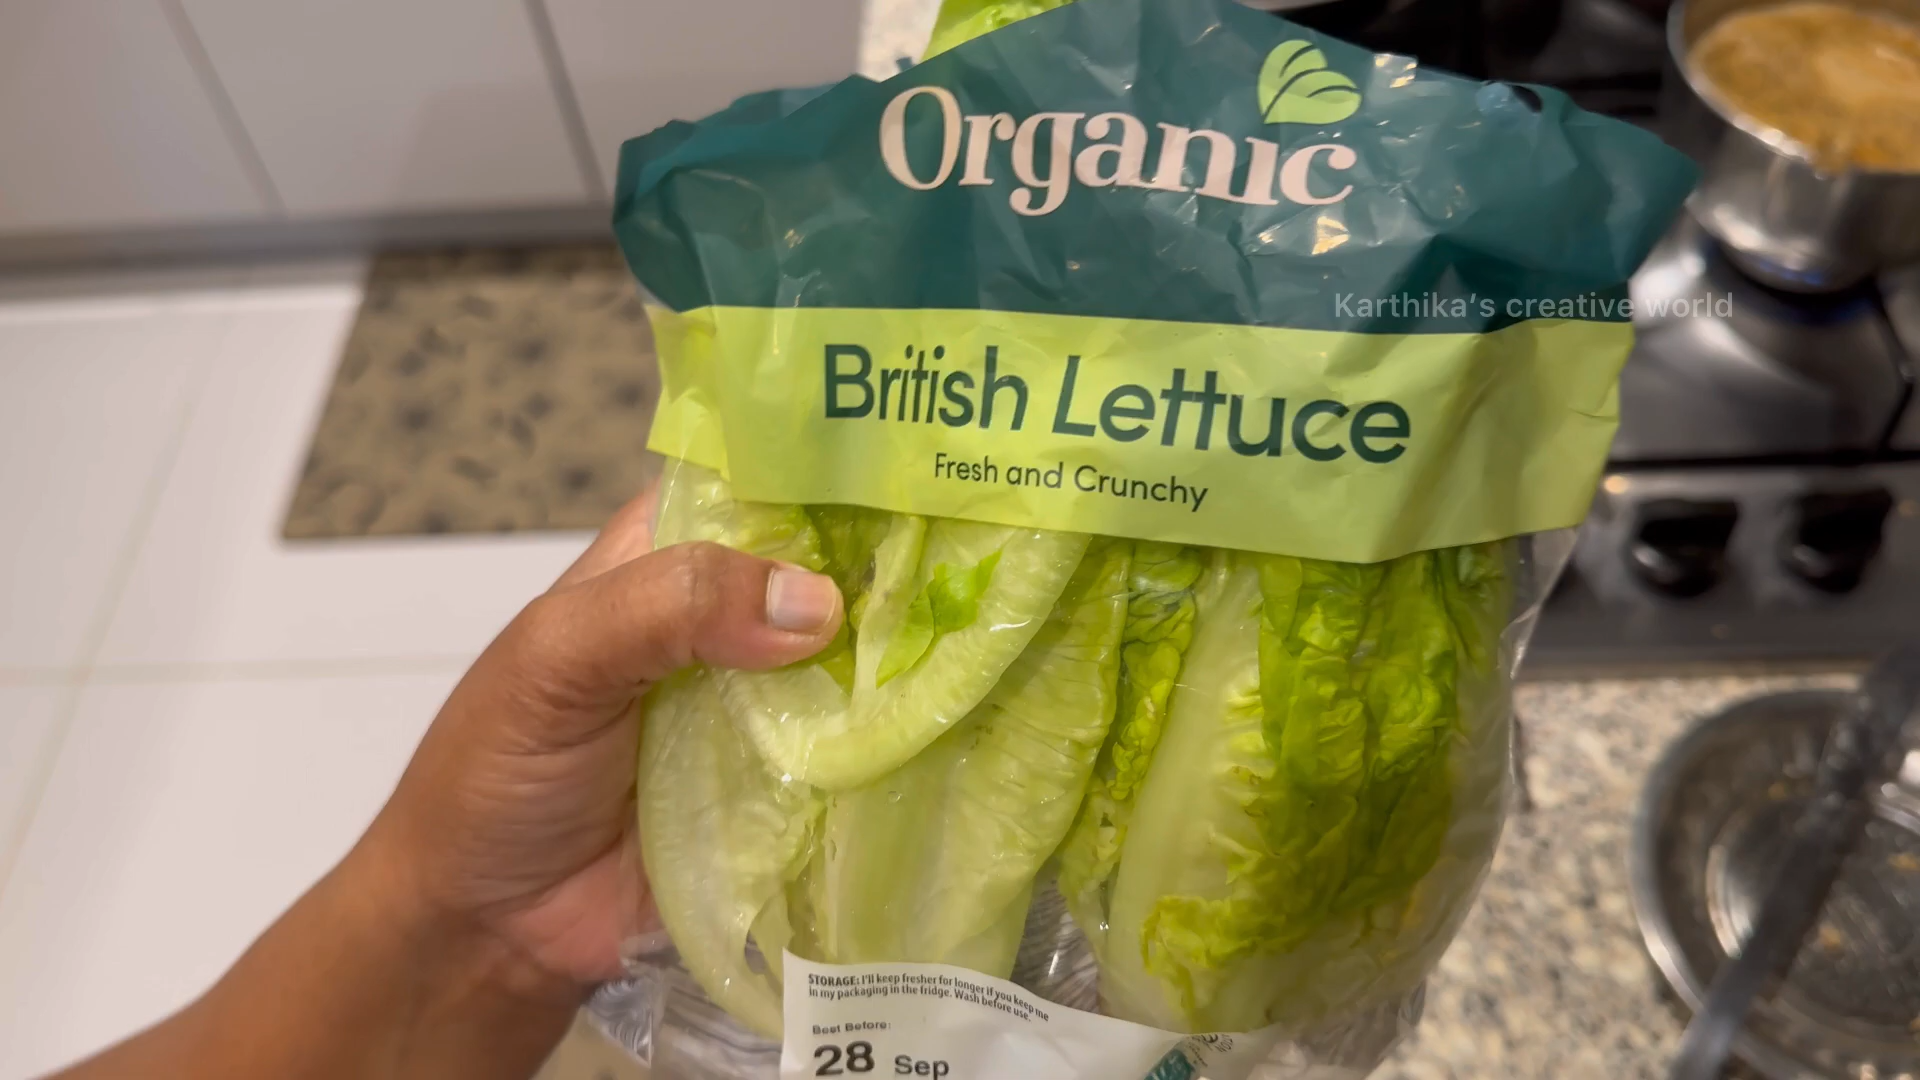 Organic
Karthika's creative world
British Lettuce
Fresh and Crunchy
STORAGE: I'll keep fresher for longer if you keep me
in my packaging in the fridge. Wash before use.
Best Before:
28 Sep